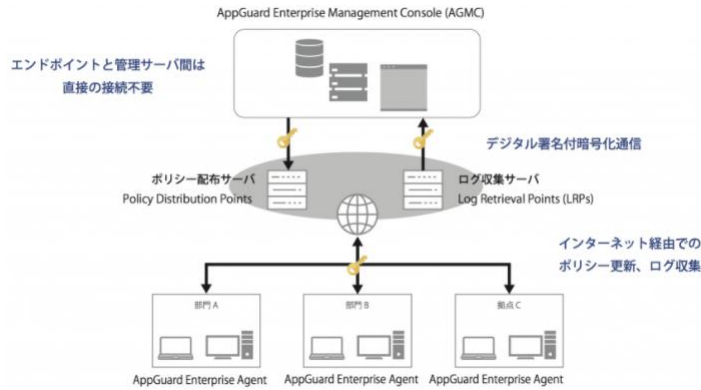 AppGuard Enterprise Management Console (AGMC)
エンドポイントと管理サーバ間は
直接の接続不要
デジタル署名付暗号化通信
ポリシー配布サーバ
Policy Distribution Points
ログ収集サーバ
Log Retrieval Points (LRPs)
インターネット経由での
ポリシー更新、ログ収集
部門 A
部門 B
拠点 C
AppGuard Enterprise Agent
AppGuard Enterprise Agent
AppGuard Enterprise Agent